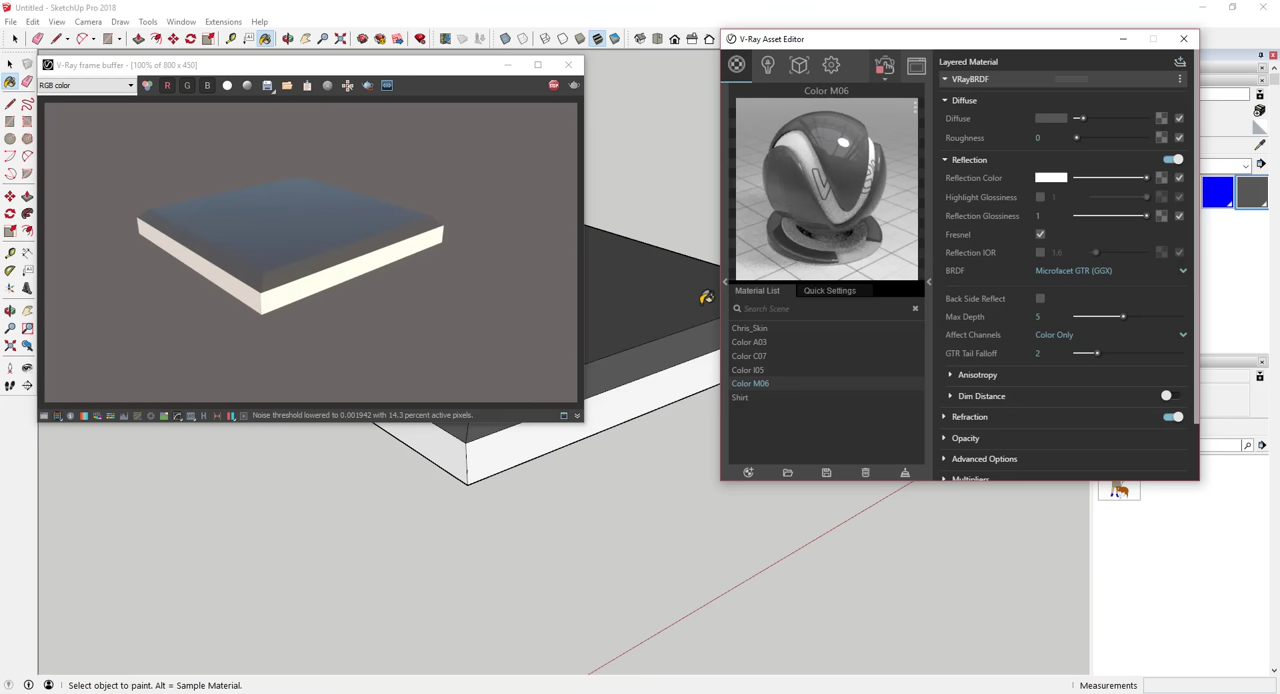 Untitled - SketchUp Pro 2018
File Edit View Camera Draw Tools Window Extensions Help
V-Ray frame buffer - [100% of 800 x 450]
RGB color
R G B
Noise threshold lowered to 0.001942 with 14.3 percent active pixels.
V-Ray Asset Editor
Color M06
Material List Quick Settings
Search Scene
Chris_Skin
Color A03
Color C07
Color I05
Color M06
Shirt
Layered Material
VRayBRDF
Diffuse
Diffuse
Roughness 0
Reflection
Reflection Color
Highlight Glossiness 1
Reflection Glossiness 1
Fresnel
Reflection IOR 1.6
BRDF Microfacet GTR (GGX)
Back Side Reflect
Max Depth 5
Affect Channels Color Only
GTR Tail Falloff 2
Anisotropy
Dim Distance
Refraction
Opacity
Advanced Options
Multipliers
Select object to paint. Alt = Sample Material.
Measurements